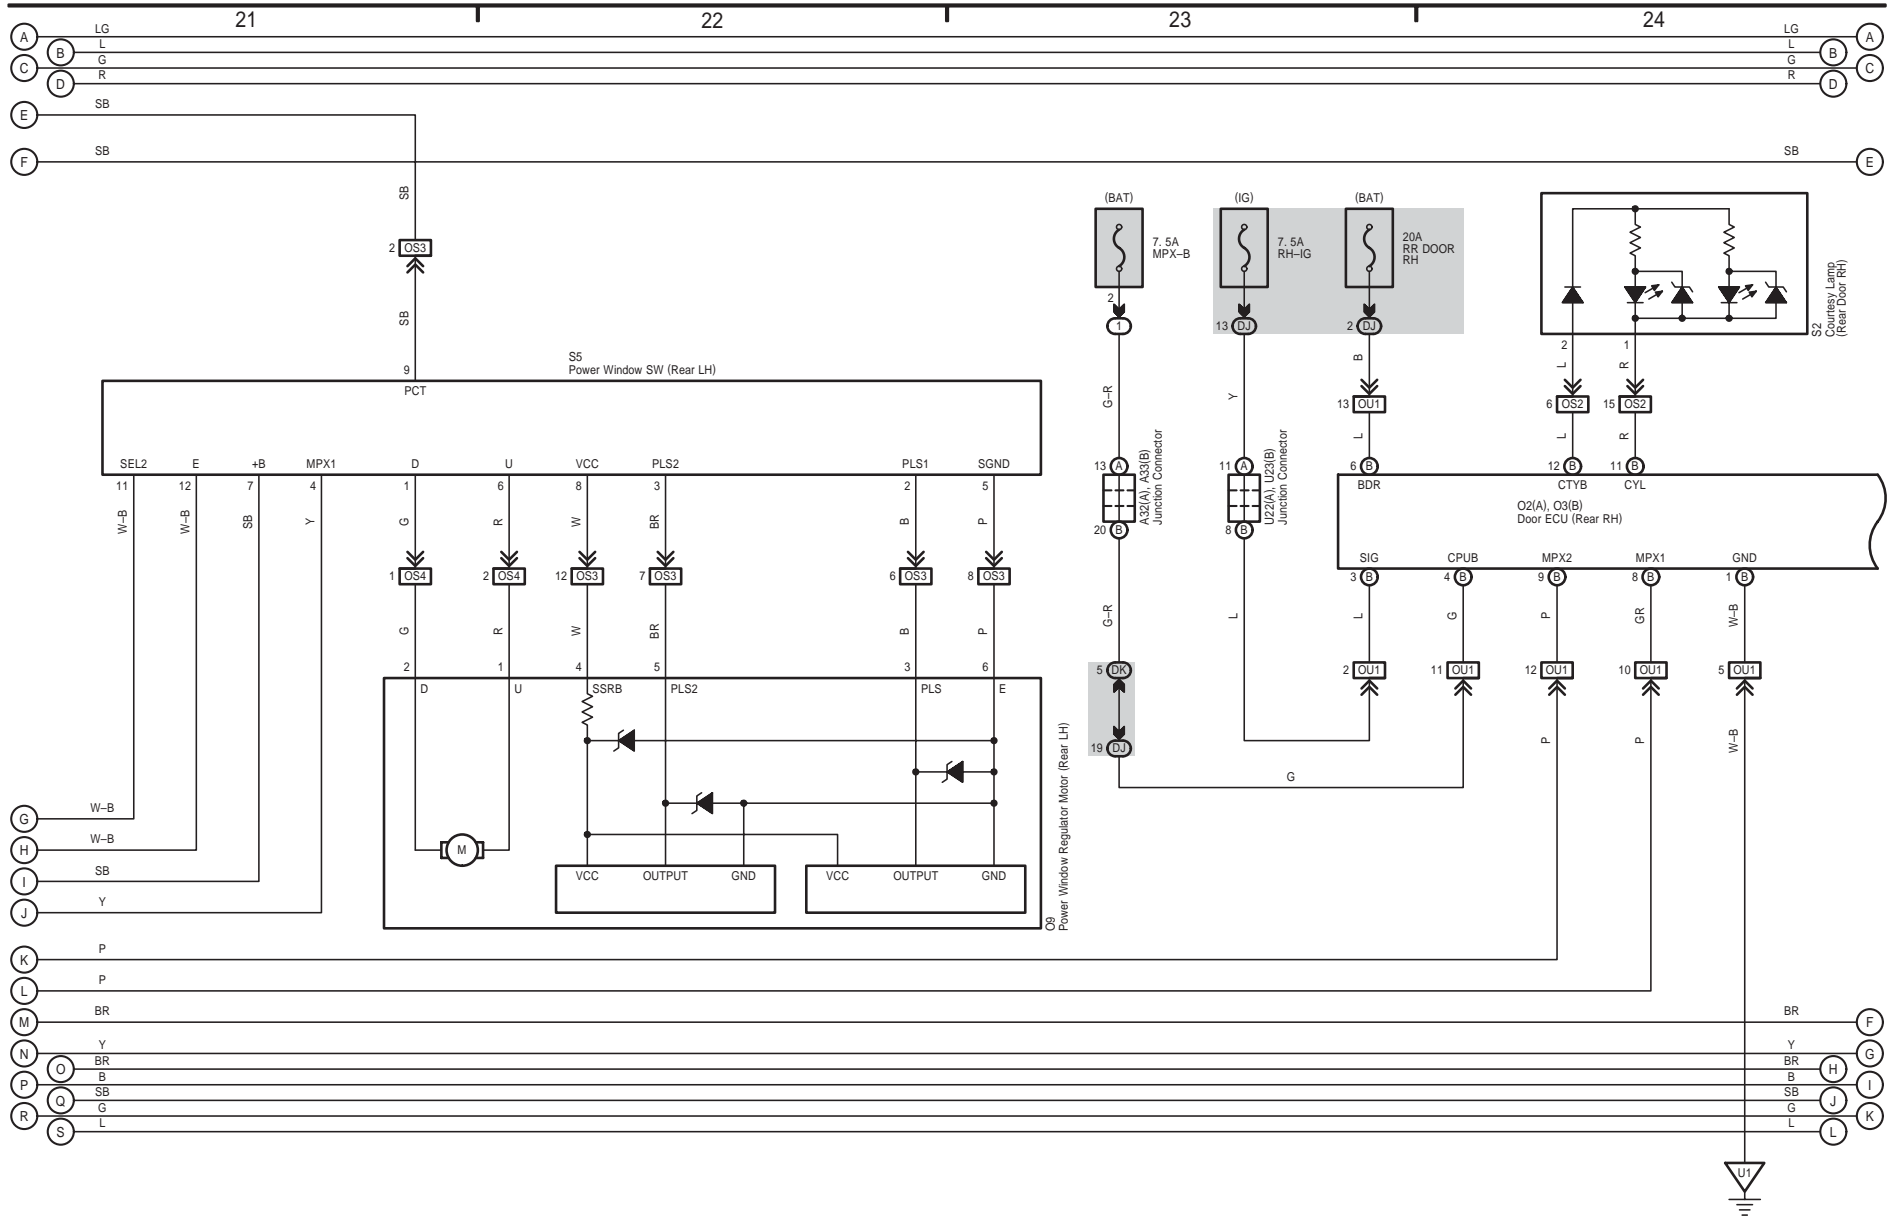 21 22 23 24
A LG LG A
B L L B
C G G C
D R R D
E SB
F SB SB E
SB
2 OS3
SB
(BAT) (IG) (BAT)
7. 5A
MPX–B
7. 5A
RH–IG
20A
RR DOOR
RH
2
1
13 DJ
2 DJ
S2
Courtesy Lamp
(Rear Door RH)
2 1
B
L R
G–R
Y
13 OU1
6 OS2
15 OS2
L
L R
S5
Power Window SW (Rear LH)
9
PCT
SEL2 E +B MPX1 D U VCC PLS2 PLS1 SGND
11 12 7 4 1 6 8 3 2 5
W–B W–B SB Y G R W BR B P
1 OS4
2 OS4
12 OS3
7 OS3
6 OS3
8 OS3
G R W BR B P
2 1 4 5 3 6
D U SSRB PLS2 PLS E
M
VCC OUTPUT GND
VCC OUTPUT GND
O9
Power Window Regulator Motor (Rear LH)
13 A
A32(A), A33(B)
Junction Connector
20 B
11 A
U22(A), U23(B)
Junction Connector
8 B
6 B
12 B
11 B
BDR CTYB CYL
O2(A), O3(B)
Door ECU (Rear RH)
SIG CPUB MPX2 MPX1 GND
3 B
4 B
9 B
8 B
1 B
G–R
L
L G P GR W–B
5 DK
19 DJ
2 OU1
11 OU1
12 OU1
10 OU1
5 OU1
P P W–B
G
G W–B
H W–B
I SB
J Y
K P
L P
M BR BR F
N Y Y G
O BR BR H
P B B I
Q SB SB J
R G G K
S L L L
U1